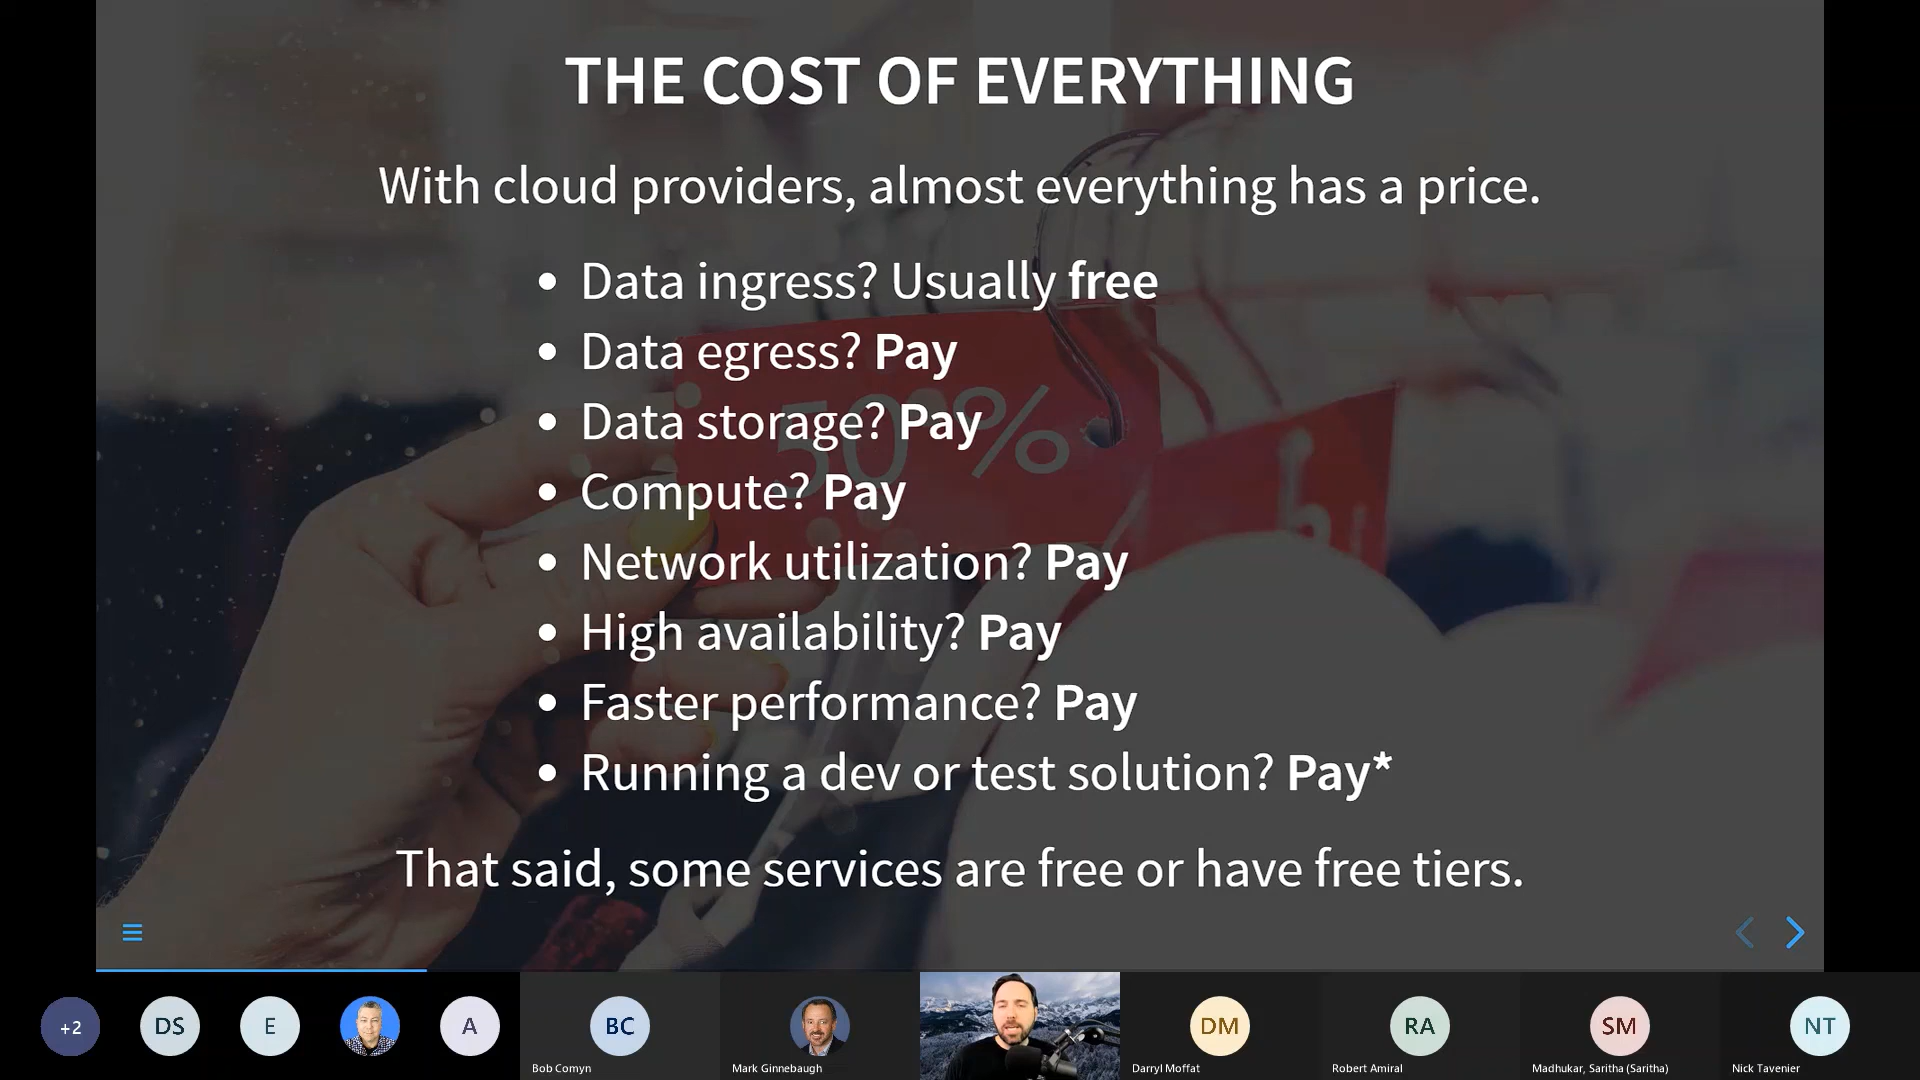 THE COST OF EVERYTHING
With cloud providers, almost everything has a price.
• Data ingress? Usually free
• Data egress? Pay
• Data storage? Pay
• Compute? Pay
• Network utilization? Pay
• High availability? Pay
• Faster performance? Pay
• Running a dev or test solution? Pay*
That said, some services are free or have free tiers.
50%
+2
DS
E
A
BC
Bob Comyn
Mark Ginnebaugh
DM
Darryl Moffat
RA
Robert Amiral
SM
Madhukar, Saritha (Saritha)
NT
Nick Tavenier